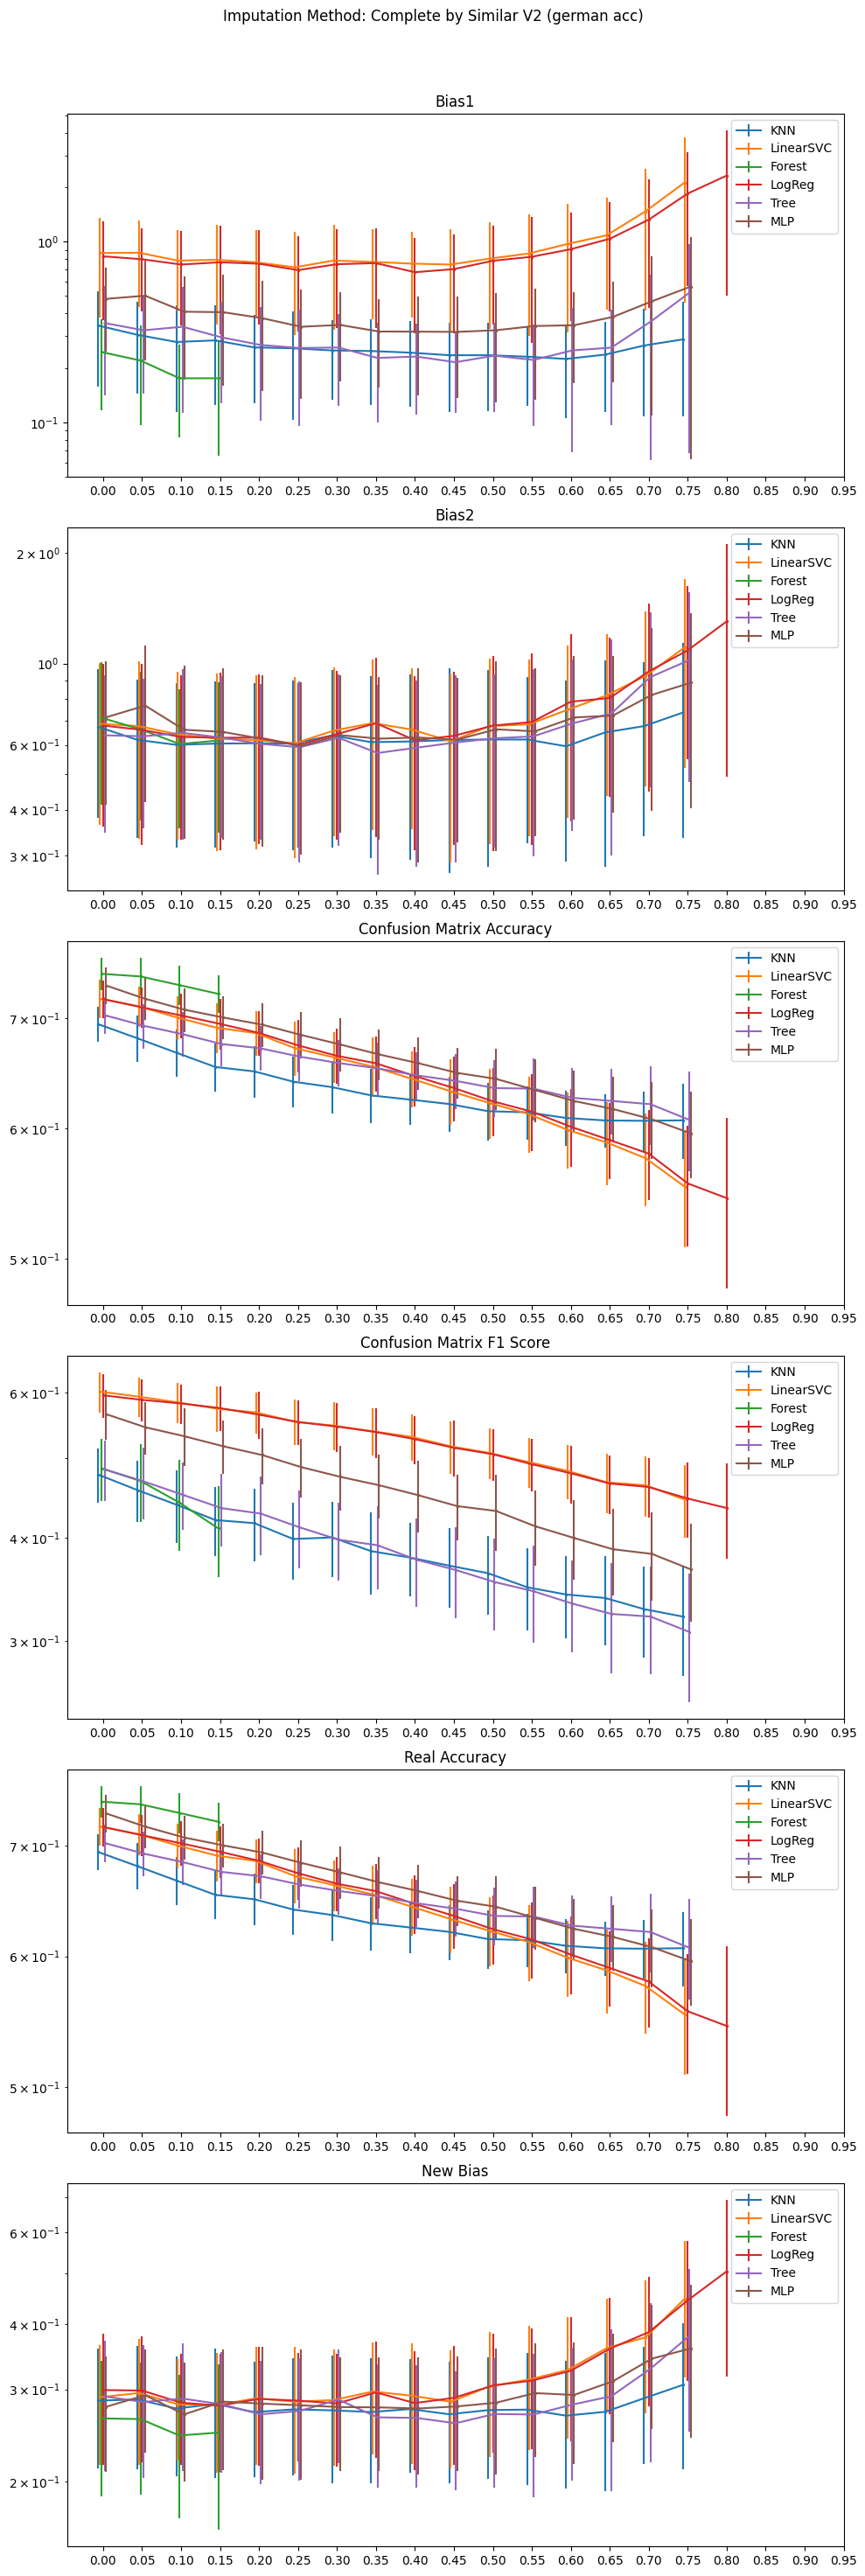 Imputation Method: Complete by Similar V2 (german acc)
Bias1
10⁰
10⁻¹
KNN
LinearSVC
Forest
LogReg
Tree
MLP
0.00 0.05 0.10 0.15 0.20 0.25 0.30 0.35 0.40 0.45 0.50 0.55 0.60 0.65 0.70 0.75 0.80 0.85 0.90 0.95
Bias2
2 × 10⁰
10⁰
6 × 10⁻¹
4 × 10⁻¹
3 × 10⁻¹
KNN
LinearSVC
Forest
LogReg
Tree
MLP
0.00 0.05 0.10 0.15 0.20 0.25 0.30 0.35 0.40 0.45 0.50 0.55 0.60 0.65 0.70 0.75 0.80 0.85 0.90 0.95
Confusion Matrix Accuracy
7 × 10⁻¹
6 × 10⁻¹
5 × 10⁻¹
KNN
LinearSVC
Forest
LogReg
Tree
MLP
0.00 0.05 0.10 0.15 0.20 0.25 0.30 0.35 0.40 0.45 0.50 0.55 0.60 0.65 0.70 0.75 0.80 0.85 0.90 0.95
Confusion Matrix F1 Score
6 × 10⁻¹
4 × 10⁻¹
3 × 10⁻¹
KNN
LinearSVC
Forest
LogReg
Tree
MLP
0.00 0.05 0.10 0.15 0.20 0.25 0.30 0.35 0.40 0.45 0.50 0.55 0.60 0.65 0.70 0.75 0.80 0.85 0.90 0.95
Real Accuracy
7 × 10⁻¹
6 × 10⁻¹
5 × 10⁻¹
KNN
LinearSVC
Forest
LogReg
Tree
MLP
0.00 0.05 0.10 0.15 0.20 0.25 0.30 0.35 0.40 0.45 0.50 0.55 0.60 0.65 0.70 0.75 0.80 0.85 0.90 0.95
New Bias
6 × 10⁻¹
4 × 10⁻¹
3 × 10⁻¹
2 × 10⁻¹
KNN
LinearSVC
Forest
LogReg
Tree
MLP
0.00 0.05 0.10 0.15 0.20 0.25 0.30 0.35 0.40 0.45 0.50 0.55 0.60 0.65 0.70 0.75 0.80 0.85 0.90 0.95